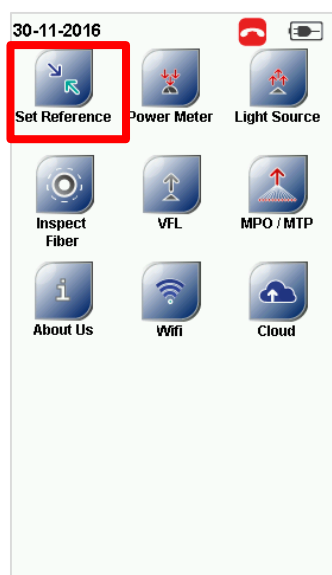 30-11-2016
Set Reference Power Meter Light Source
Inspect Fiber VFL MPO / MTP
About Us Wifi Cloud